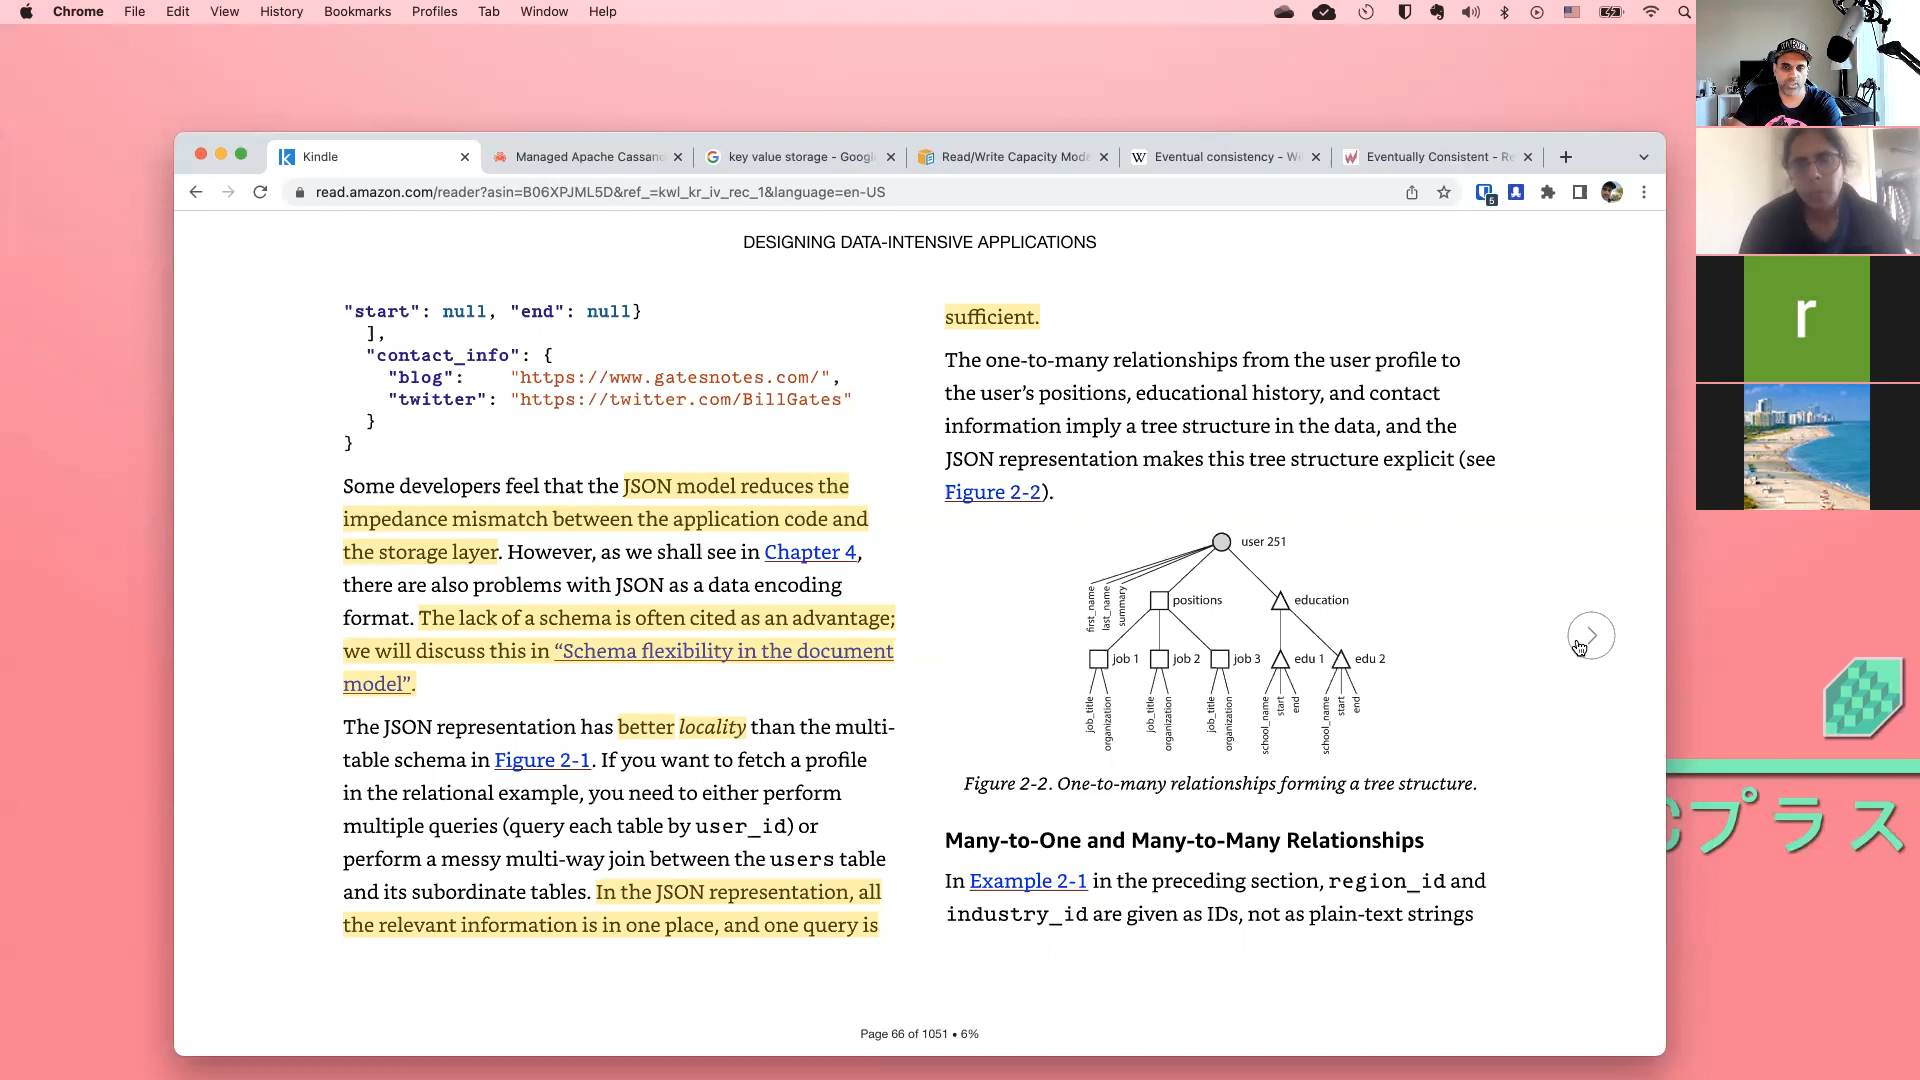 Chrome File Edit View History Bookmarks Profiles Tab Window Help
Kindle
Managed Apache Cassan
key value storage - Googl
Read/Write Capacity Mod
W Eventual consistency - W
Eventually Consistent - Re
read.amazon.com/reader?asin=B06XPJML5D&ref_=kwl_kr_iv_rec_1&language=en-US
5
DESIGNING DATA-INTENSIVE APPLICATIONS
"start": null, "end": null}
],
"contact_info": {
"blog": "https://www.gatesnotes.com/",
"twitter": "https://twitter.com/BillGates"
}
}
Some developers feel that the JSON model reduces the
impedance mismatch between the application code and
the storage layer. However, as we shall see in Chapter 4,
there are also problems with JSON as a data encoding
format. The lack of a schema is often cited as an advantage;
we will discuss this in “Schema flexibility in the document
model”.
The JSON representation has better locality than the multi-
table schema in Figure 2-1. If you want to fetch a profile
in the relational example, you need to either perform
multiple queries (query each table by user_id) or
perform a messy multi-way join between the users table
and its subordinate tables. In the JSON representation, all
the relevant information is in one place, and one query is
sufficient.
The one-to-many relationships from the user profile to
the user’s positions, educational history, and contact
information imply a tree structure in the data, and the
JSON representation makes this tree structure explicit (see
Figure 2-2).
user 251
first_name
last_name
summary
positions
education
job 1
job 2
job 3
edu 1
edu 2
job_title
organization
job_title
organization
job_title
organization
school_name
start
end
school_name
start
end
Figure 2-2. One-to-many relationships forming a tree structure.
Many-to-One and Many-to-Many Relationships
In Example 2-1 in the preceding section, region_id and
industry_id are given as IDs, not as plain-text strings
Page 66 of 1051 • 6%
r
Cプラス